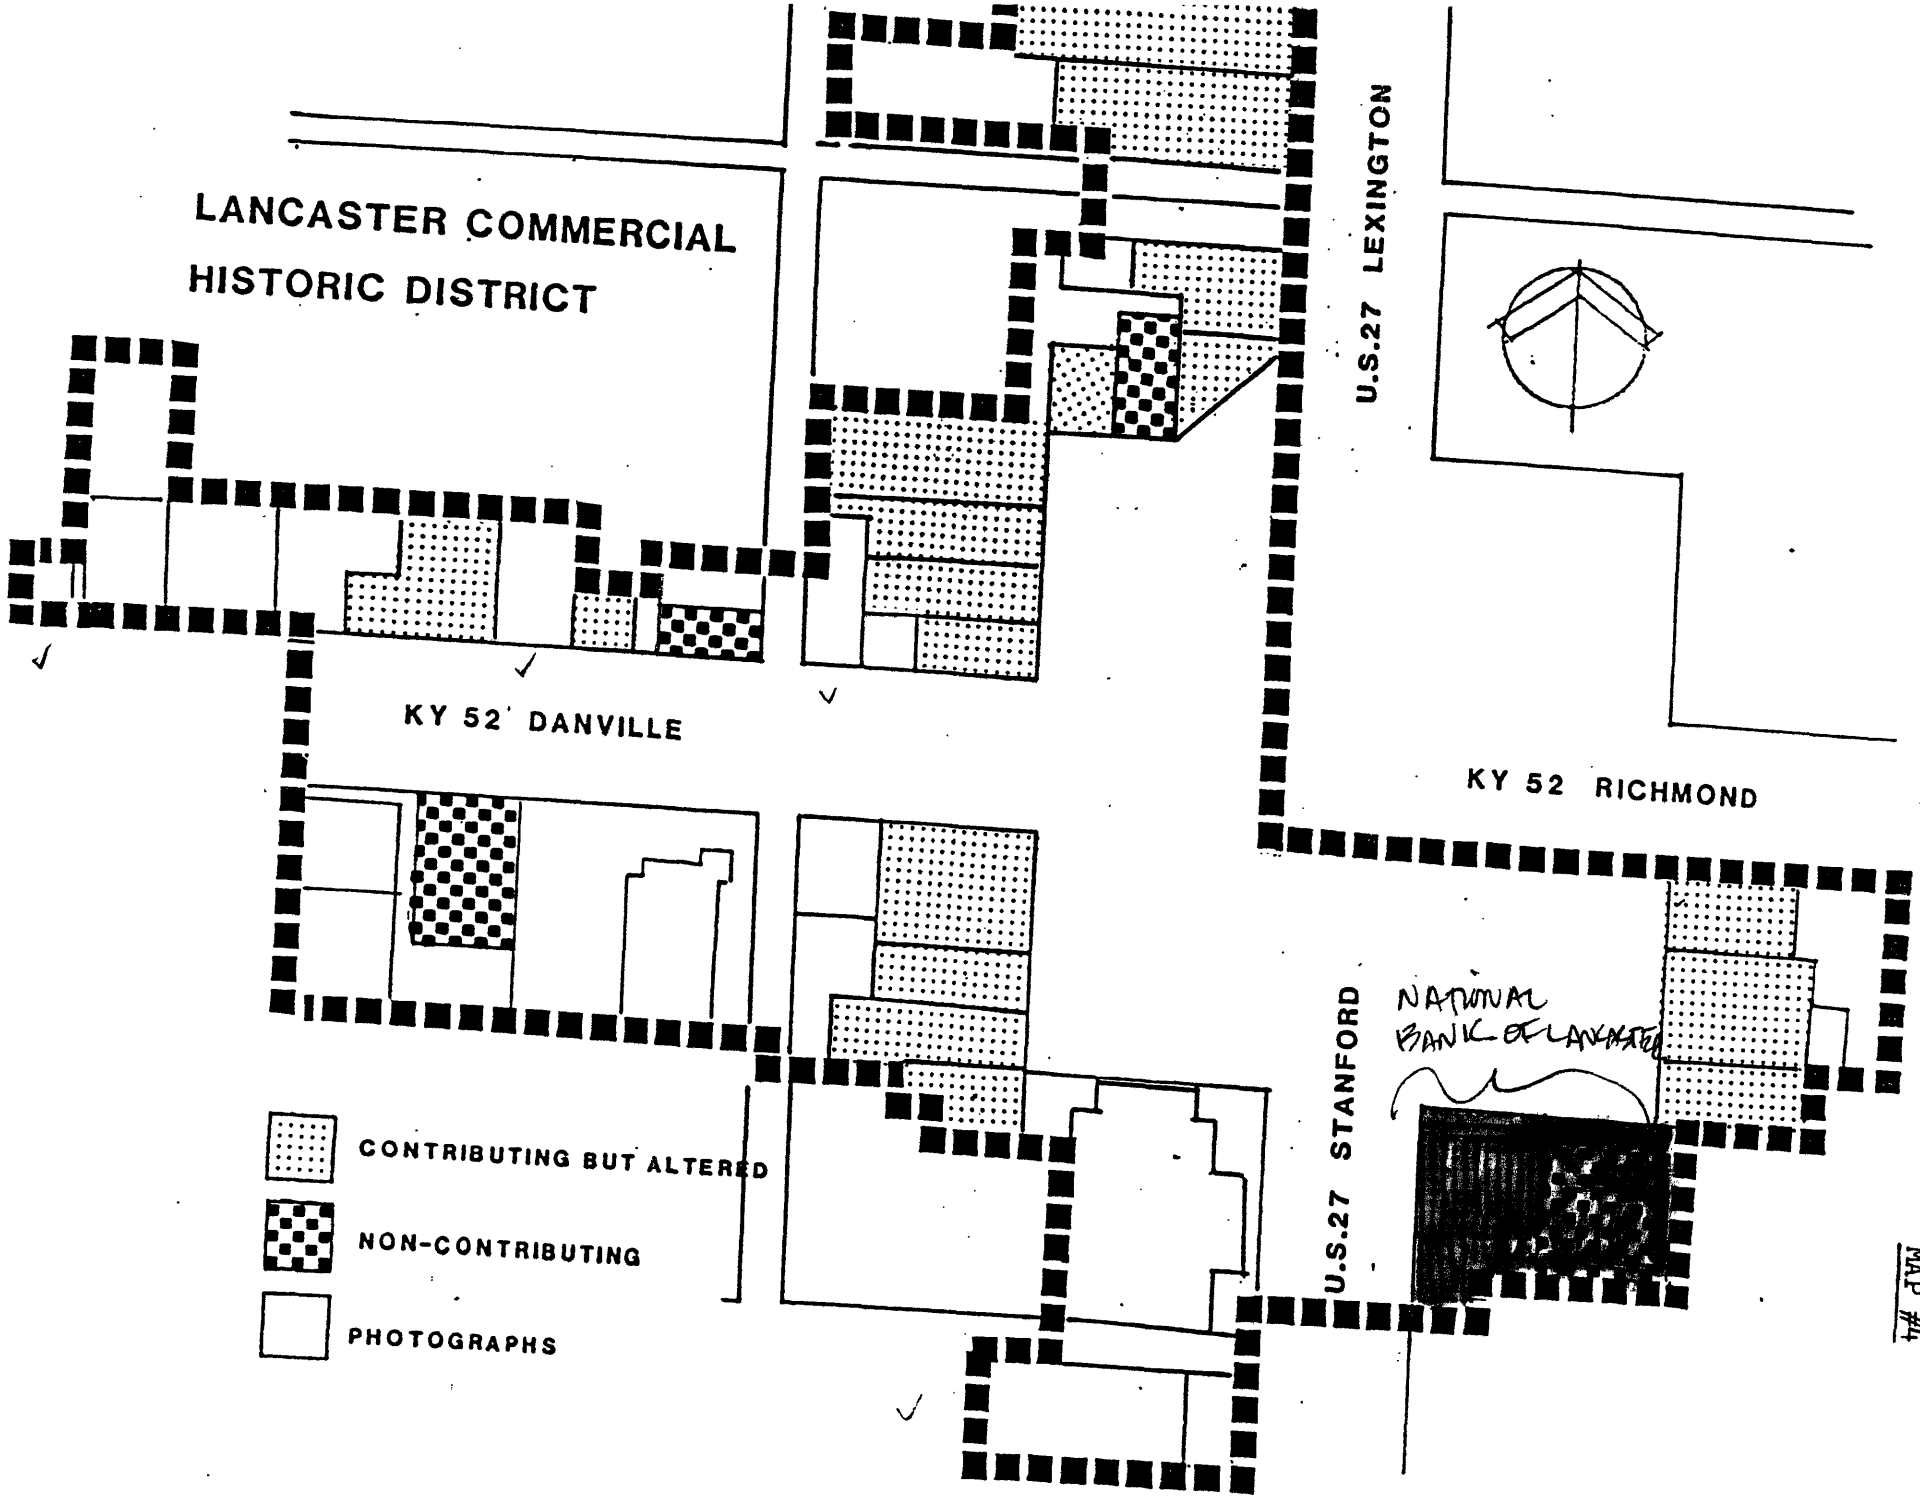 LANCASTER COMMERCIAL
HISTORIC DISTRICT
U.S.27 LEXINGTON
KY 52 DANVILLE
KY 52 RICHMOND
U.S.27 STANFORD
NATIONAL
BANK OF LANCASTER
CONTRIBUTING BUT ALTERED
NON-CONTRIBUTING
PHOTOGRAPHS
MAP #4